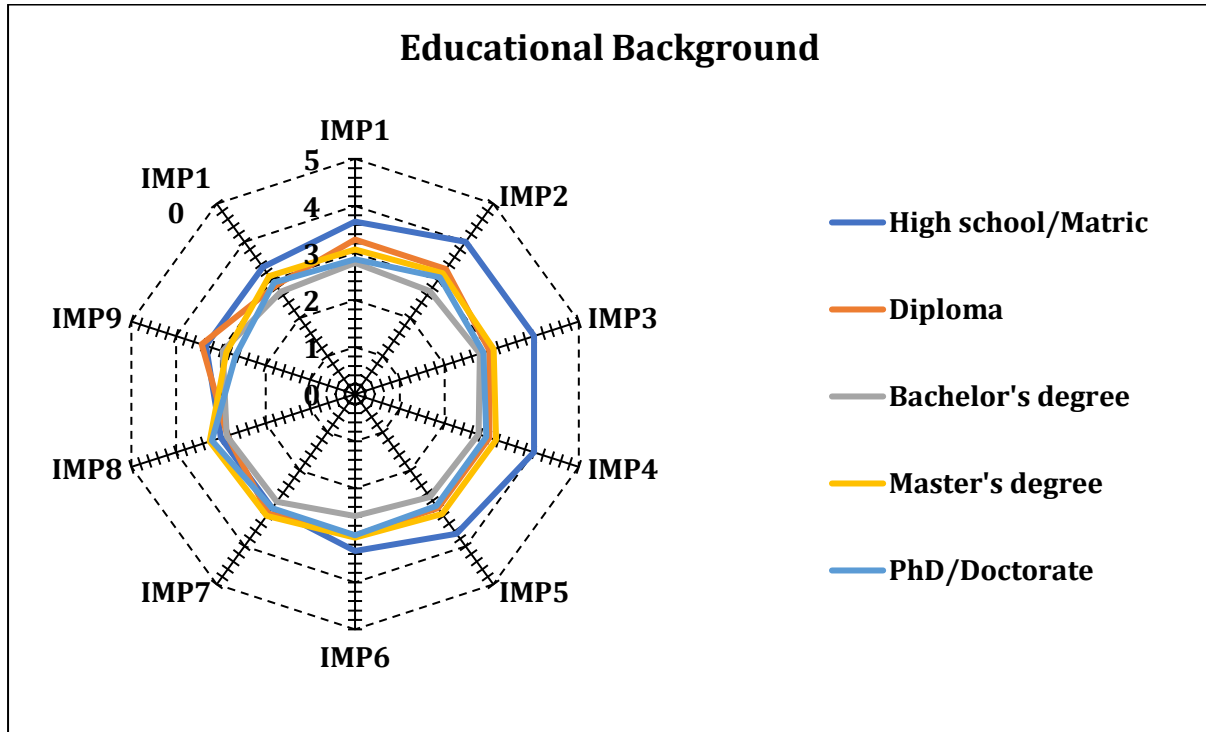 Educational Background
IMP1
5
IMP1
0
4
IMP2
3
2
IMP9
IMP3
1
0
IMP8
IMP4
IMP7
IMP5
IMP6
High school/Matric
Diploma
Bachelor's degree
Master's degree
PhD/Doctorate